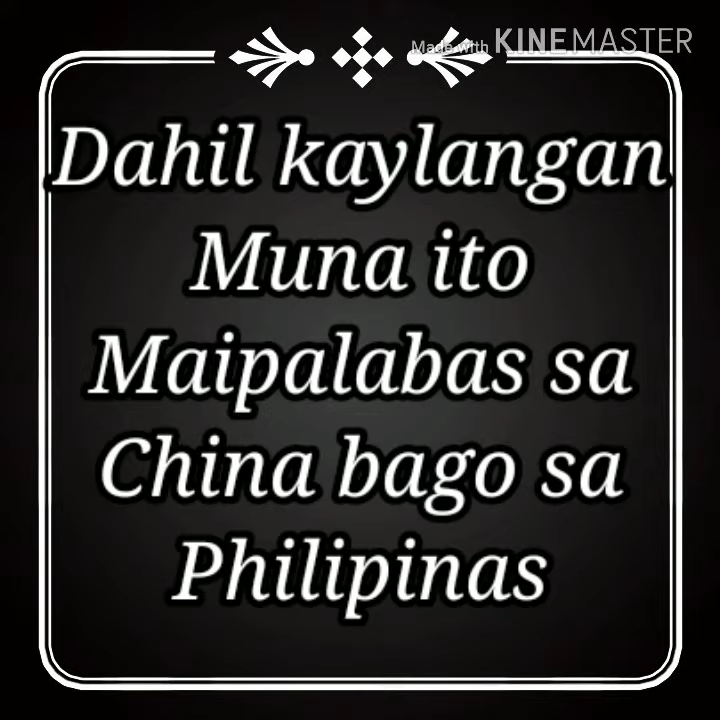 Made with KINEMASTER
Dahil kaylangan
Muna ito
Maipalabas sa
China bago sa
Philipinas